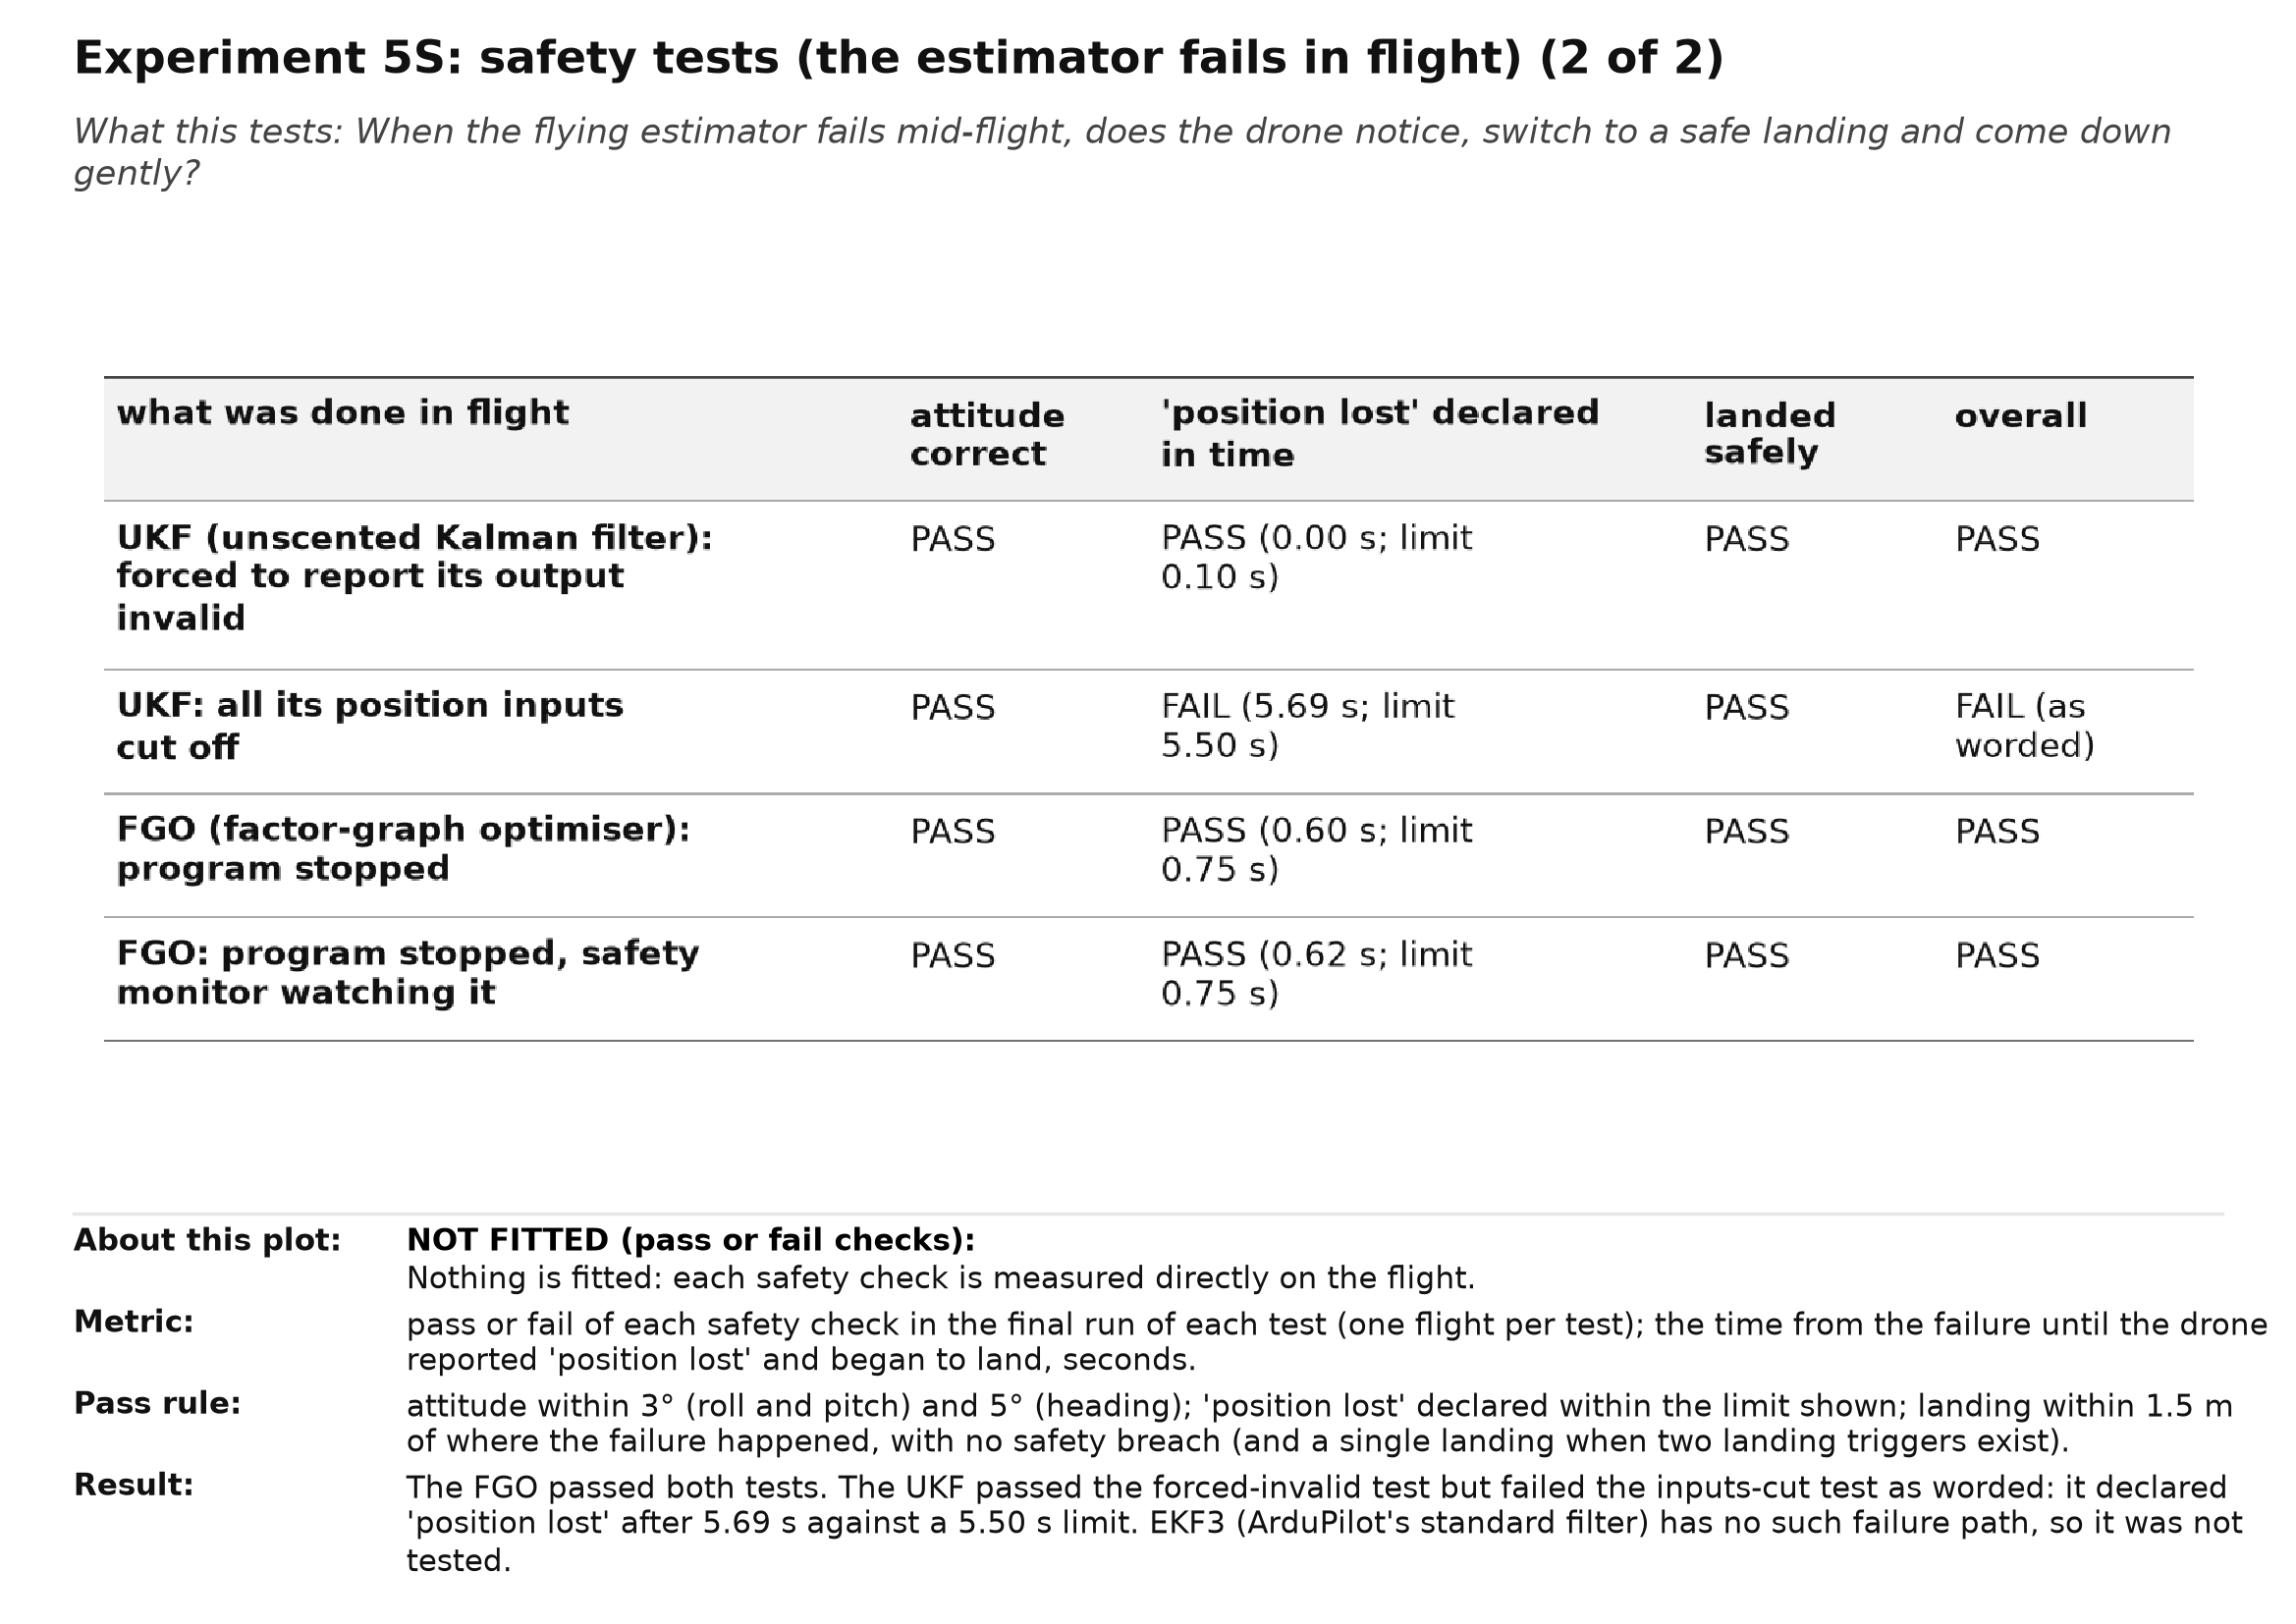 Experiment 5S: safety tests (the estimator fails in flight) (2 of 2)
What this tests: When the flying estimator fails mid-flight, does the drone notice, switch to a safe landing and come down
gently?
what was done in flight
attitude
correct
'position lost' declared
in time
landed
safely
overall
UKF (unscented Kalman filter):
forced to report its output
invalid
PASS
PASS (0.00 s; limit
0.10 s)
PASS
PASS
UKF: all its position inputs
cut off
PASS
FAIL (5.69 s; limit
5.50 s)
PASS
FAIL (as
worded)
FGO (factor-graph optimiser):
program stopped
PASS
PASS (0.60 s; limit
0.75 s)
PASS
PASS
FGO: program stopped, safety
monitor watching it
PASS
PASS (0.62 s; limit
0.75 s)
PASS
PASS
About this plot:
NOT FITTED (pass or fail checks):
Nothing is fitted: each safety check is measured directly on the flight.
Metric:
pass or fail of each safety check in the final run of each test (one flight per test); the time from the failure until the drone
reported 'position lost' and began to land, seconds.
Pass rule:
attitude within 3° (roll and pitch) and 5° (heading); 'position lost' declared within the limit shown; landing within 1.5 m
of where the failure happened, with no safety breach (and a single landing when two landing triggers exist).
Result:
The FGO passed both tests. The UKF passed the forced-invalid test but failed the inputs-cut test as worded: it declared
'position lost' after 5.69 s against a 5.50 s limit. EKF3 (ArduPilot's standard filter) has no such failure path, so it was not
tested.